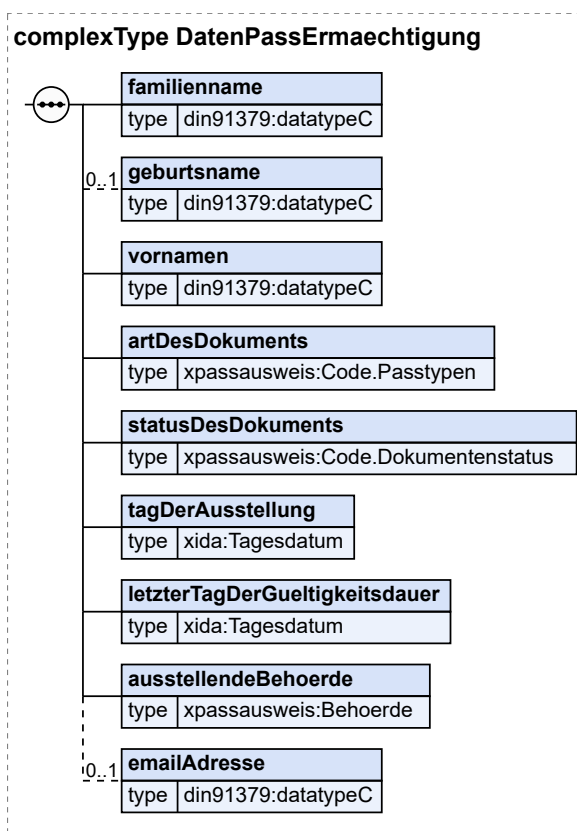 complexType DatenPassErmaechtigung
familienname
type din91379:datatypeC
0..1 geburtsname
type din91379:datatypeC
vornamen
type din91379:datatypeC
artDesDokuments
type xpassausweis:Code.Passtypen
statusDesDokuments
type xpassausweis:Code.Dokumentenstatus
tagDerAusstellung
type xida:Tagesdatum
letzterTagDerGueltigkeitsdauer
type xida:Tagesdatum
ausstellendeBehoerde
type xpassausweis:Behoerde
0..1 emailAdresse
type din91379:datatypeC